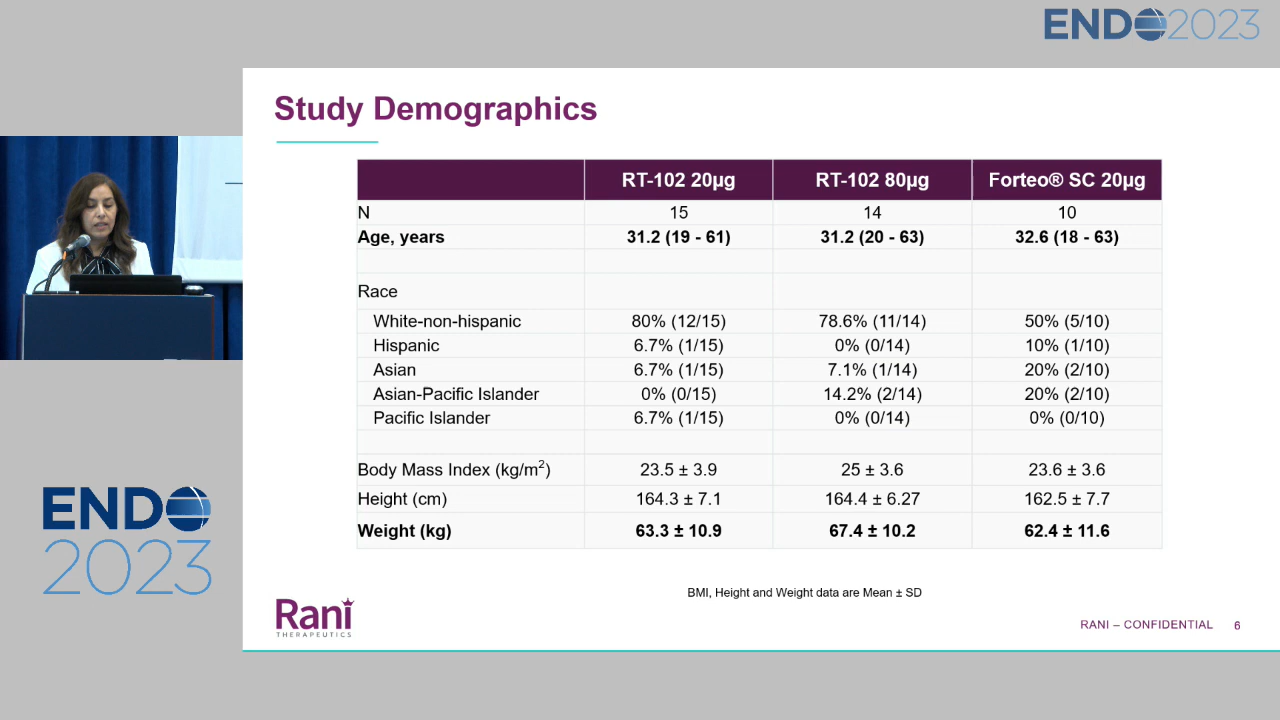 ENDO2023
Study Demographics
RT-102 20µg RT-102 80µg Forteo® SC 20µg
N 15 14 10
Age, years 31.2 (19 - 61) 31.2 (20 - 63) 32.6 (18 - 63)
Race
White-non-hispanic 80% (12/15) 78.6% (11/14) 50% (5/10)
Hispanic 6.7% (1/15) 0% (0/14) 10% (1/10)
Asian 6.7% (1/15) 7.1% (1/14) 20% (2/10)
Asian-Pacific Islander 0% (0/15) 14.2% (2/14) 20% (2/10)
Pacific Islander 6.7% (1/15) 0% (0/14) 0% (0/10)
Body Mass Index (kg/m²) 23.5 ± 3.9 25 ± 3.6 23.6 ± 3.6
Height (cm) 164.3 ± 7.1 164.4 ± 6.27 162.5 ± 7.7
Weight (kg) 63.3 ± 10.9 67.4 ± 10.2 62.4 ± 11.6
BMI, Height and Weight data are Mean ± SD
Rani
THERAPEUTICS
RANI – CONFIDENTIAL 6
ENDO
2023